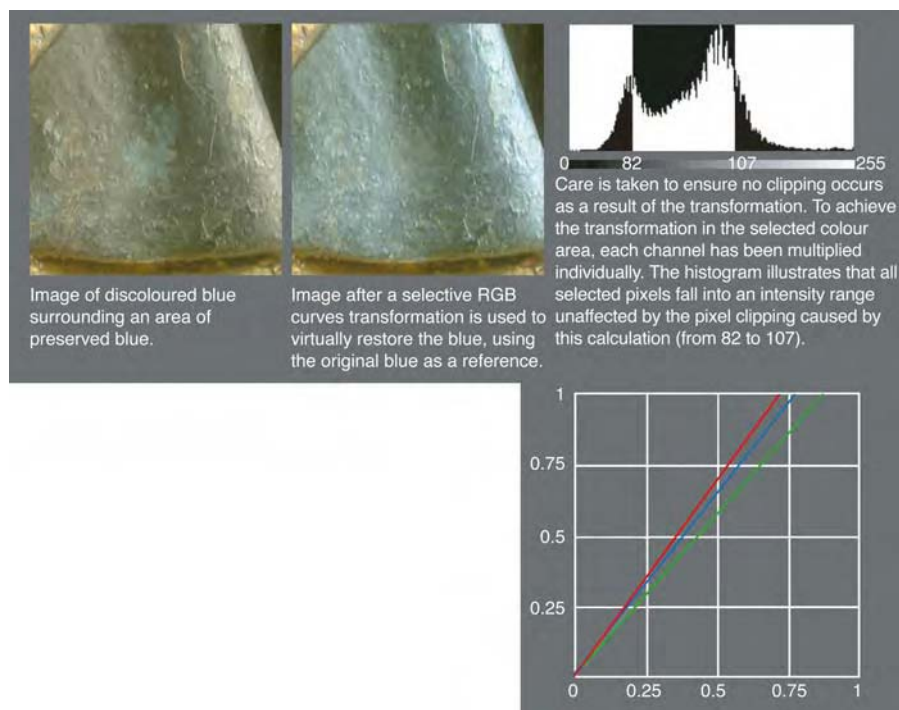 0 82 107 255
Image of discoloured blue
surrounding an area of
preserved blue.
Image after a selective RGB
curves transformation is used to
virtually restore the blue, using
the original blue as a reference.
Care is taken to ensure no clipping occurs
as a result of the transformation. To achieve
the transformation in the selected colour
area, each channel has been multiplied
individually. The histogram illustrates that all
selected pixels fall into an intensity range
unaffected by the pixel clipping caused by
this calculation (from 82 to 107).
1
0.75
0.5
0.25
0 0.25 0.5 0.75 1